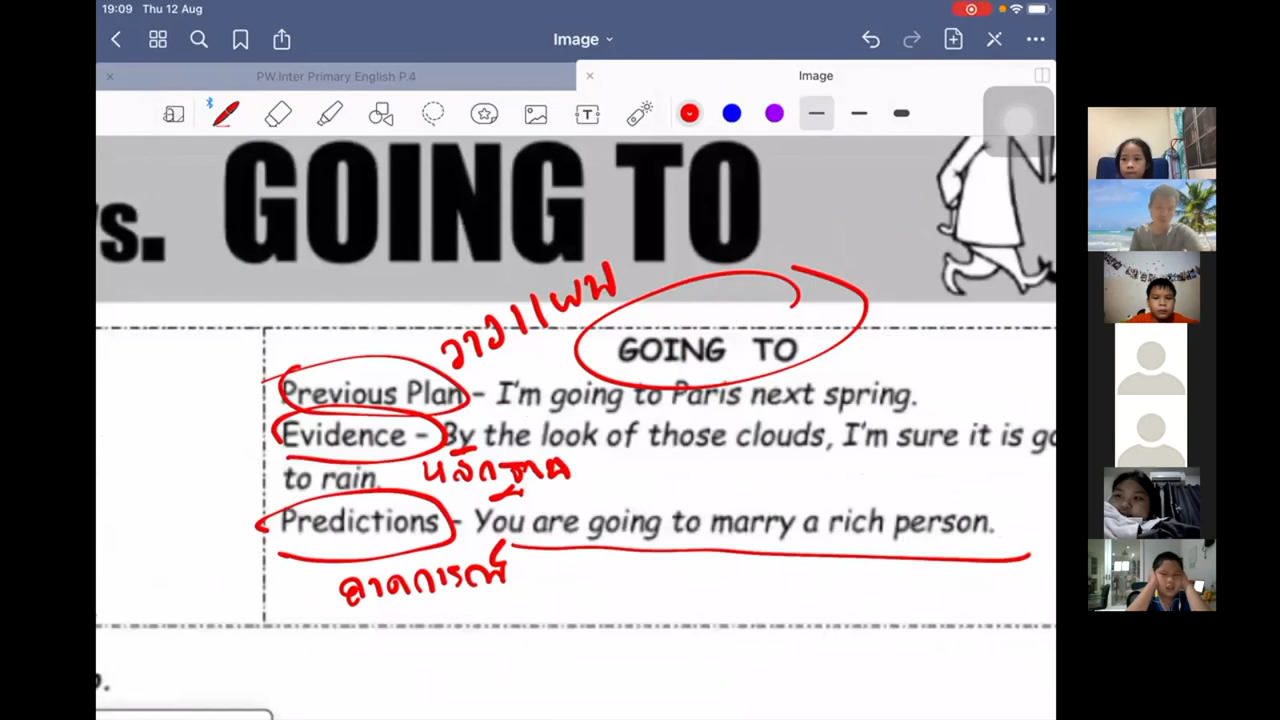 19:09 Thu 12 Aug
Image
PW.Inter Primary English P.4
Image
T
vs. GOING TO
วางแผน
GOING TO
Previous Plan - I'm going to Paris next spring.
Evidence - By the look of those clouds, I'm sure it is go
หลักฐาน
to rain.
Predictions - You are going to marry a rich person.
คาดการณ์